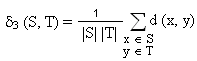 δ₃ (S, T) = 1 / |S| |T| ∑ d (x, y)
x ∈ S
y ∈ T